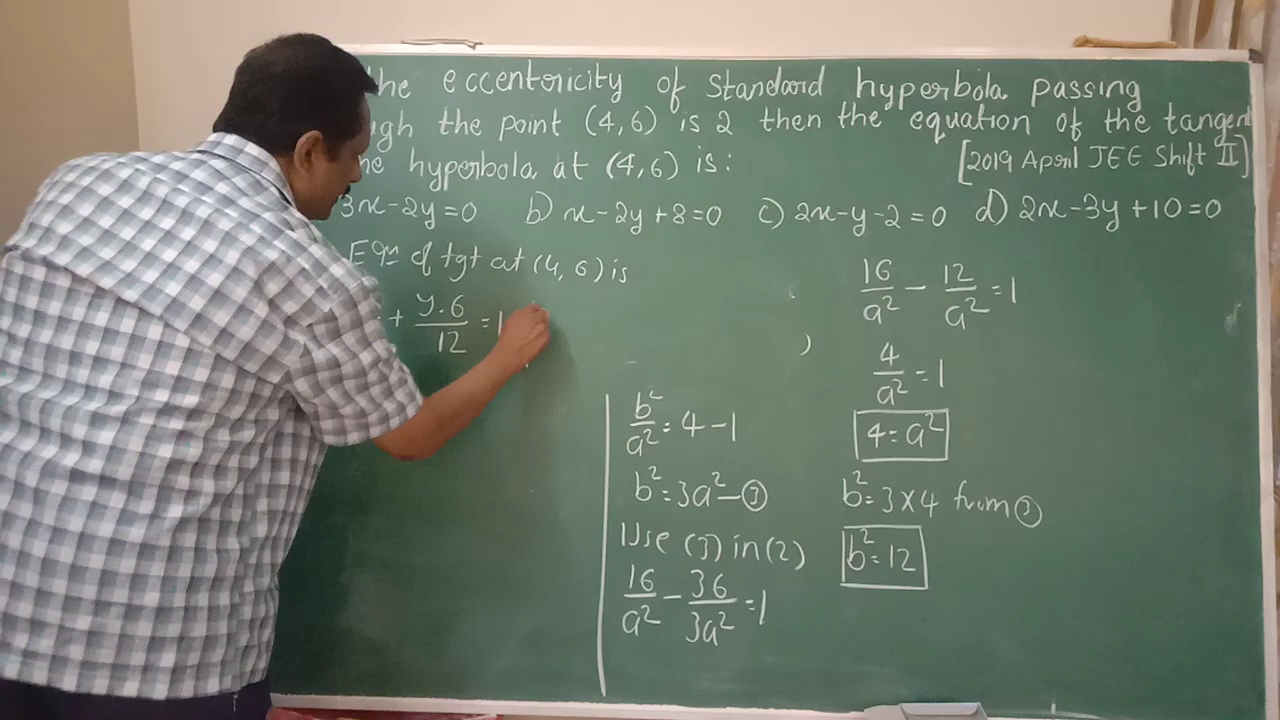 he eccentricity of standard hyperbola passing
ugh the point (4,6) is 2 then the equation of the tangent
he hyperbola at (4,6) is:
[2019 April JEE Shift II]
3x-2y=0 b) x-2y+8=0 c) 2x-y-2=0 d) 2x-3y+10=0
Eqn of tgt at (4,6) is
+ y.6/12 = 1
b²/a² = 4-1
b² = 3a² - ③
Use (3) in (2)
16/a² - 36/3a² = 1
16/a² - 12/a² = 1
4/a² = 1
4 = a²
b² = 3×4 from ③
b² = 12